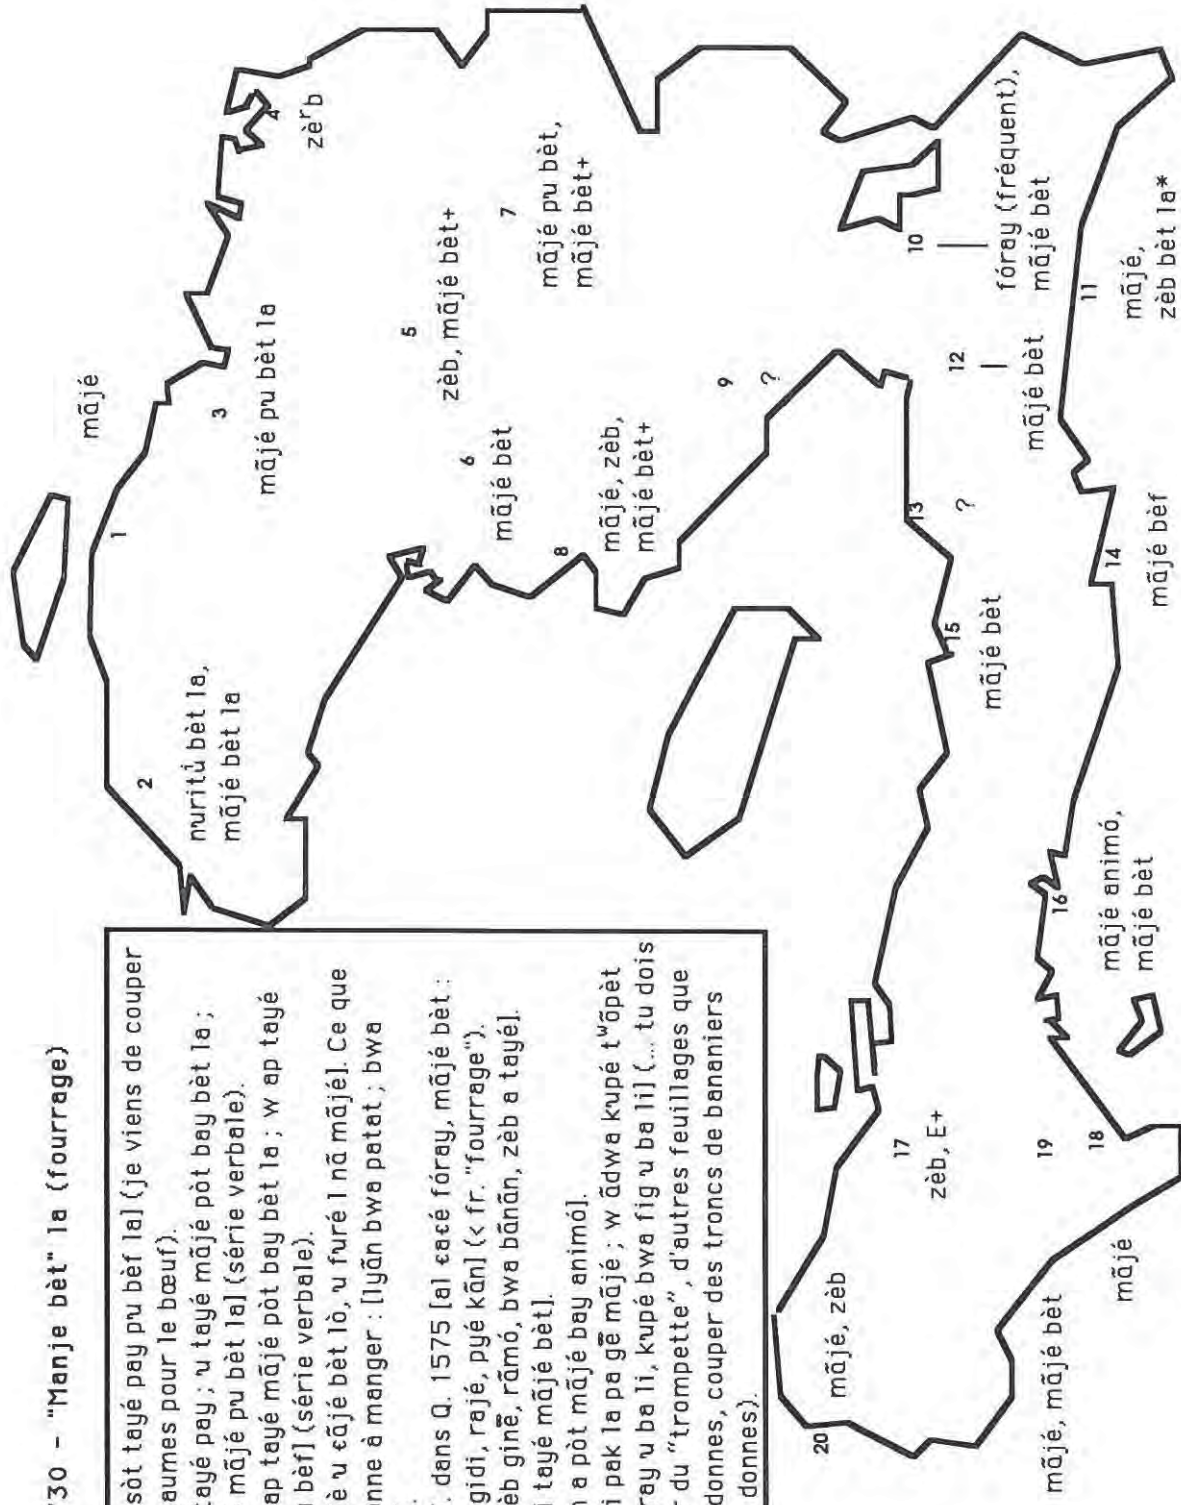 730 - "Manje bèt" la (fourrage)
sòt tayé pay pu bèf la] (je viens de couper
aumes pour le bœuf).
tayé pay; u tayé mãjé pòt bay bèt la ;
mãjé pu bèt la] (série verbale).
ap tayé mãjé pòt bay bèt la ; w ap tayé
bèf] (série verbale).
è u cãjé bèt lò, u furé l nã mãjé]. Ce que
nne à manger : [lyãn bwa patat ; bwa
. dans Q. 1575 [al cacé fóray, mãjé bèt :
gidi, rajé, pyé kãn] (< fr. "fourrage").
èb ginẽ, rãmó, bwa bãnãn, zèb a tayé].
i tayé mãjé bèt].
a pòt mãjé bay animó].
i pak la pa gẽ mãjé ; w ãdwa kupé tʷõpèt
ray u ba li, kupé bwa fig u ba li] (... tu dois
r du "trompette", d'autres feuillages que
donnes, couper des troncs de bananiers
donnes).
1
mãjé
2
nuritù bèt la,
mãjé bèt la
3
mãjé pu bèt la
4
zèʳb
5
zèb, mãjé bèt+
6
mãjé bèt
7
mãjé pu bèt,
mãjé bèt+
8
mãjé, zèb,
mãjé bèt+
9
?
10
fóray (fréquent),
mãjé bèt
11
mãjé,
zèb bèt la*
12
mãjé bèt
13
?
14
mãjé bèf
15
mãjé bèt
16
mãjé animó,
mãjé bèt
17
zèb, E+
18
mãjé
19
mãjé, mãjé bèt
20
mãjé, zèb